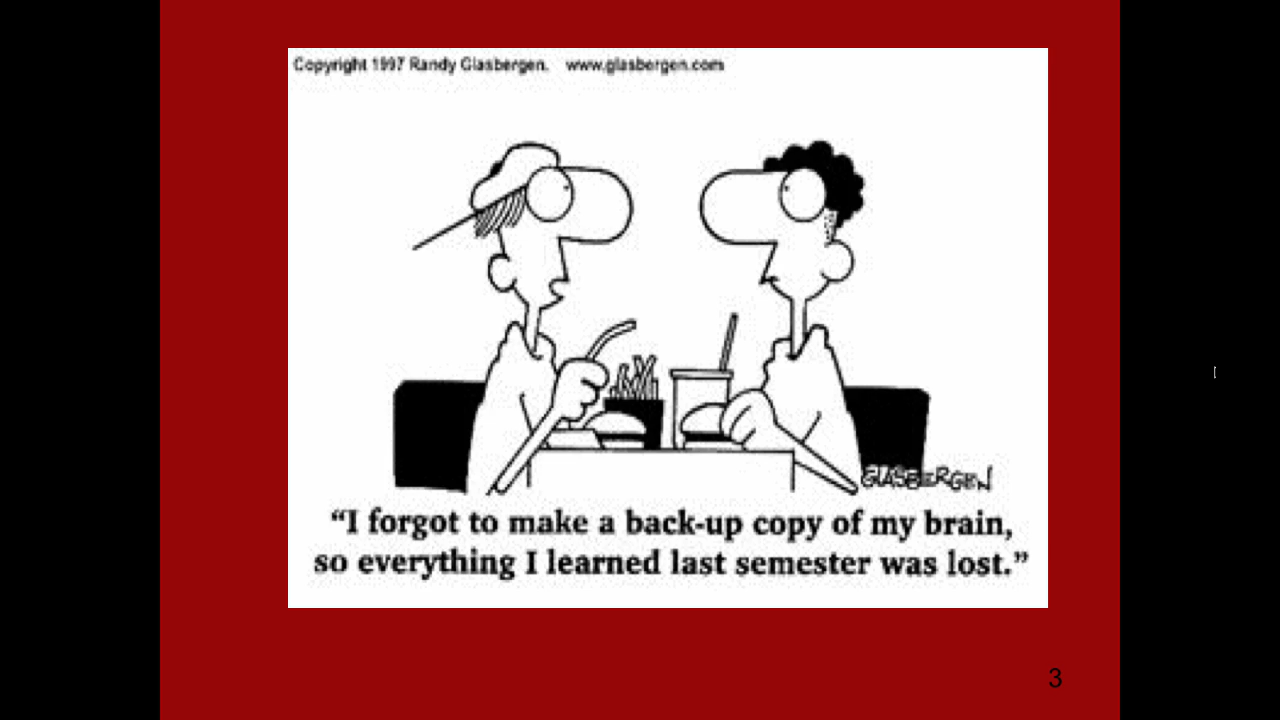 Copyright 1997 Randy Glasbergen. www.glasbergen.com
GLASBERGEN
“I forgot to make a back-up copy of my brain,
so everything I learned last semester was lost.”
3